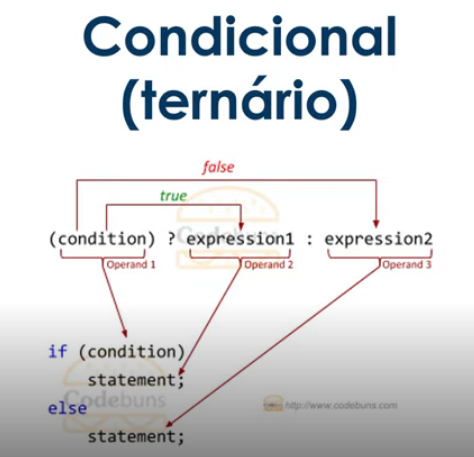 Condicional
(ternário)
false
true
(condition) ? expression1 : expression2
Operand 1 Operand 2 Operand 3
if (condition)
statement;
Codebuns
else
http://www.codebuns.com
statement;